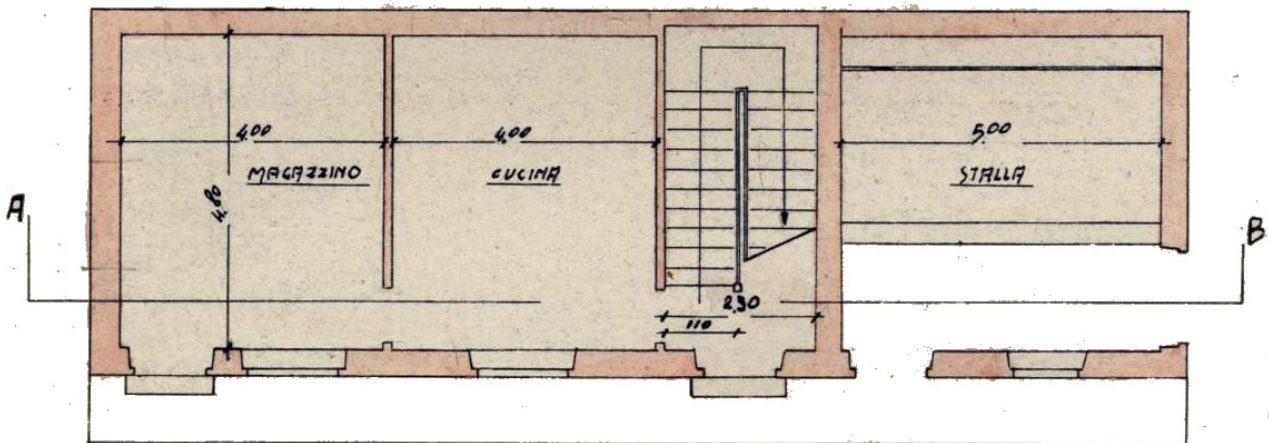 4.00
4.00
5.00
MAGAZZINO
CUCINA
STALLA
4.80
A
B
2.30
110